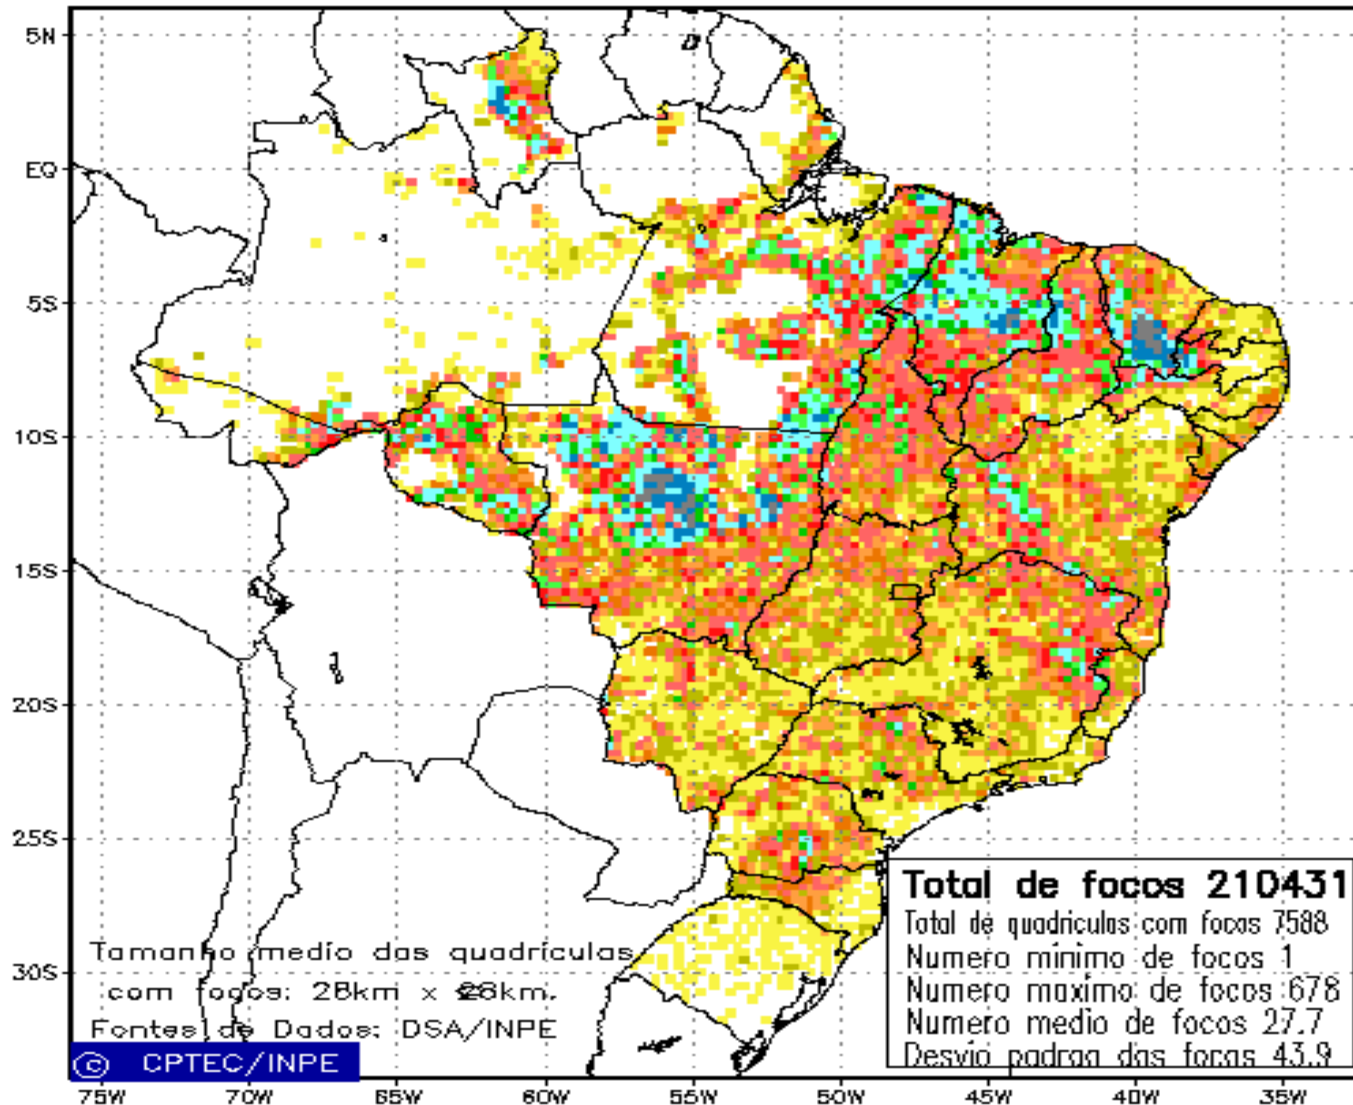 5N
EQ
5S
10S
15S
20S
25S
30S
75W 70W 65W 60W 55W 50W 45W 40W 35W
Tamanho medio das quadrículas
com focos: 28km x 28km.
Fontes de Dados: DSA/INPE
© CPTEC/INPE
Total de focos 210431
Total de quadriculas com focos 7588
Numero minimo de focos 1
Numero maximo de focos 678
Numero medio de focos 27.7
Desvio padrao das focos 43.9